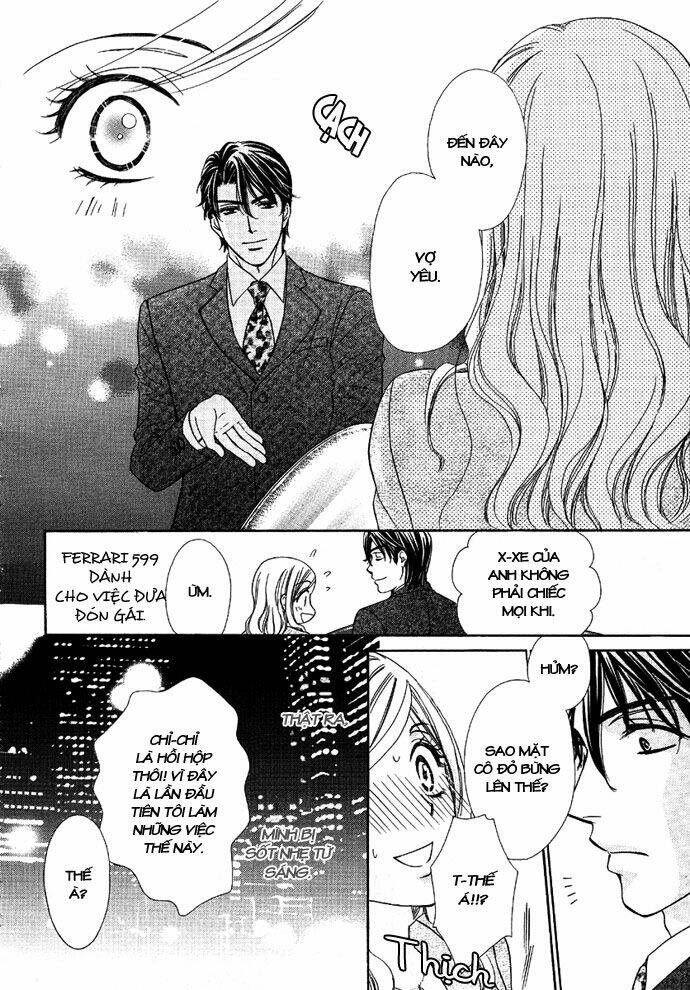 CẠCH
ĐẾN ĐÂY
NÀO,
VỢ
YÊU.
FERRARI 599
DÀNH
CHO VIỆC ĐƯA
ĐÓN GÁI
ỪM.
X-XE CỦA
ANH KHÔNG
PHẢI CHIẾC
MỌI KHI.
HỬM?
SAO MẶT
CÔ ĐỎ BỪNG
LÊN THẾ?
T-THẾ
Á!!?
Thịch
THẬT RA,
MÌNH BỊ
SỐT NHẸ TỪ
SÁNG.
CHỈ-CHỈ
LÀ HỒI HỘP
THÔI! VÌ ĐÂY
LÀ LẦN ĐẦU
TIÊN TÔI LÀM
NHỮNG VIỆC
THẾ NÀY.
THẾ
À?